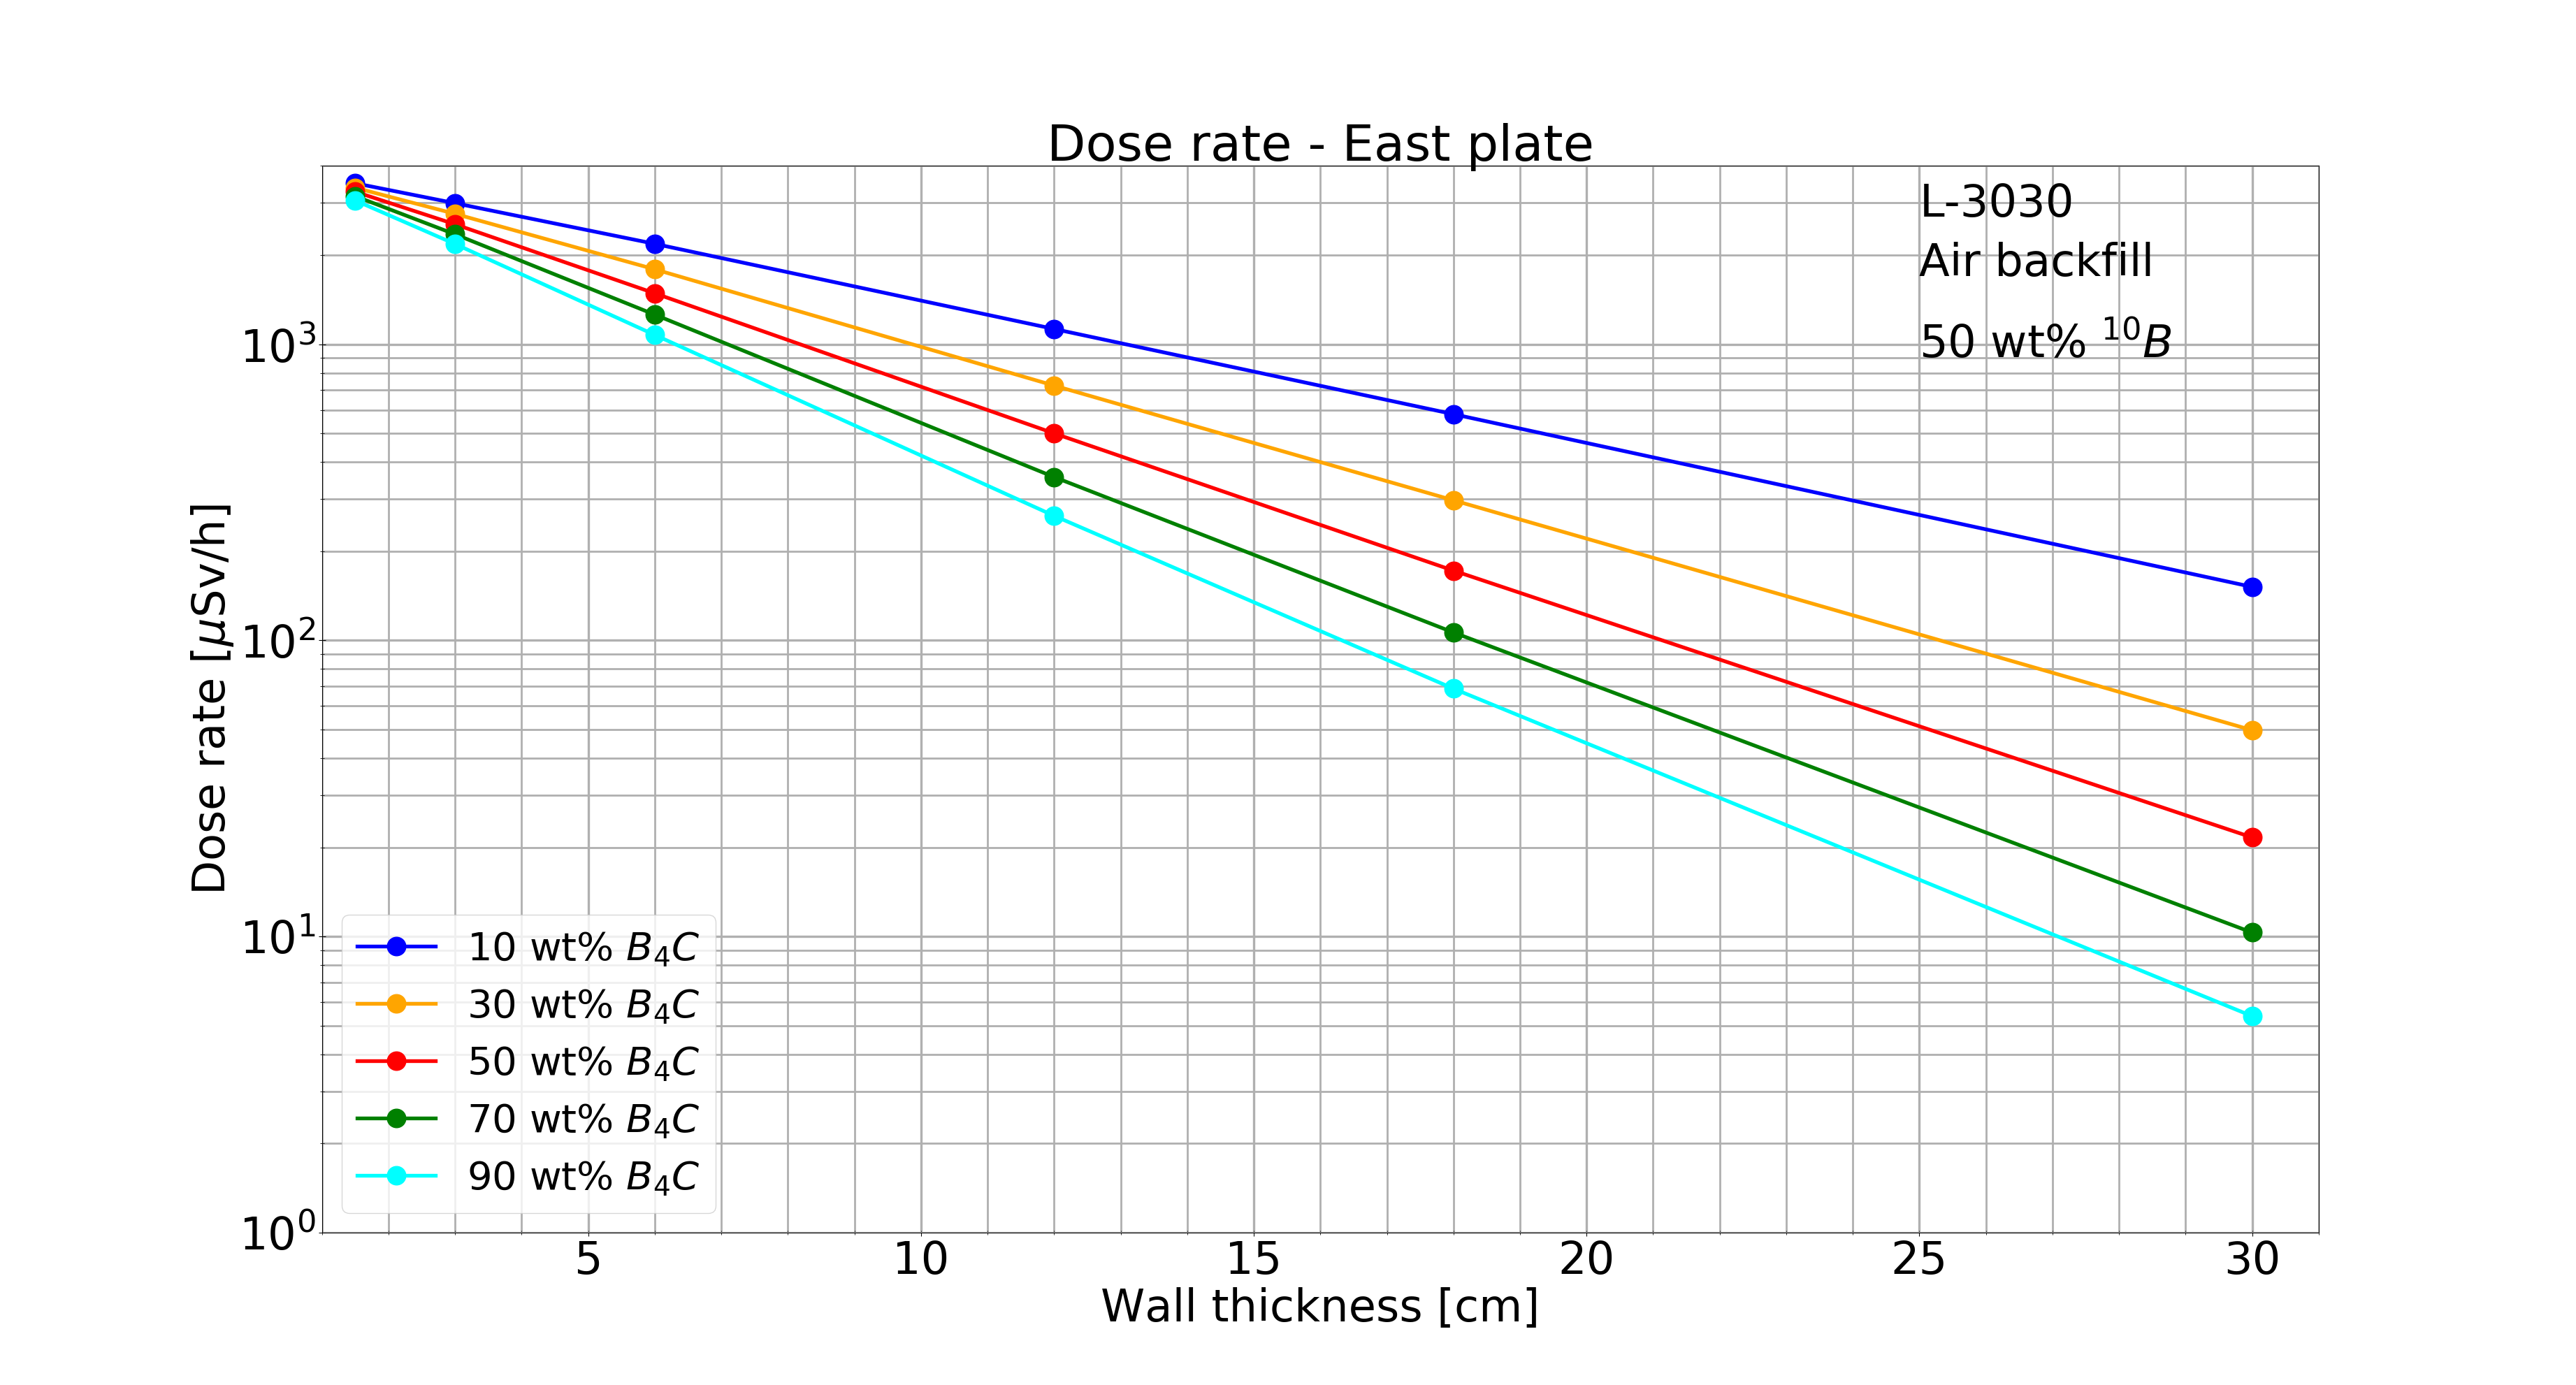 Dose rate - East plate
L-3030
Air backfill
50 wt% ¹⁰B
Dose rate [μSv/h]
10³
10²
10¹
10⁰
10 wt% B₄C
30 wt% B₄C
50 wt% B₄C
70 wt% B₄C
90 wt% B₄C
5 10 15 20 25 30
Wall thickness [cm]